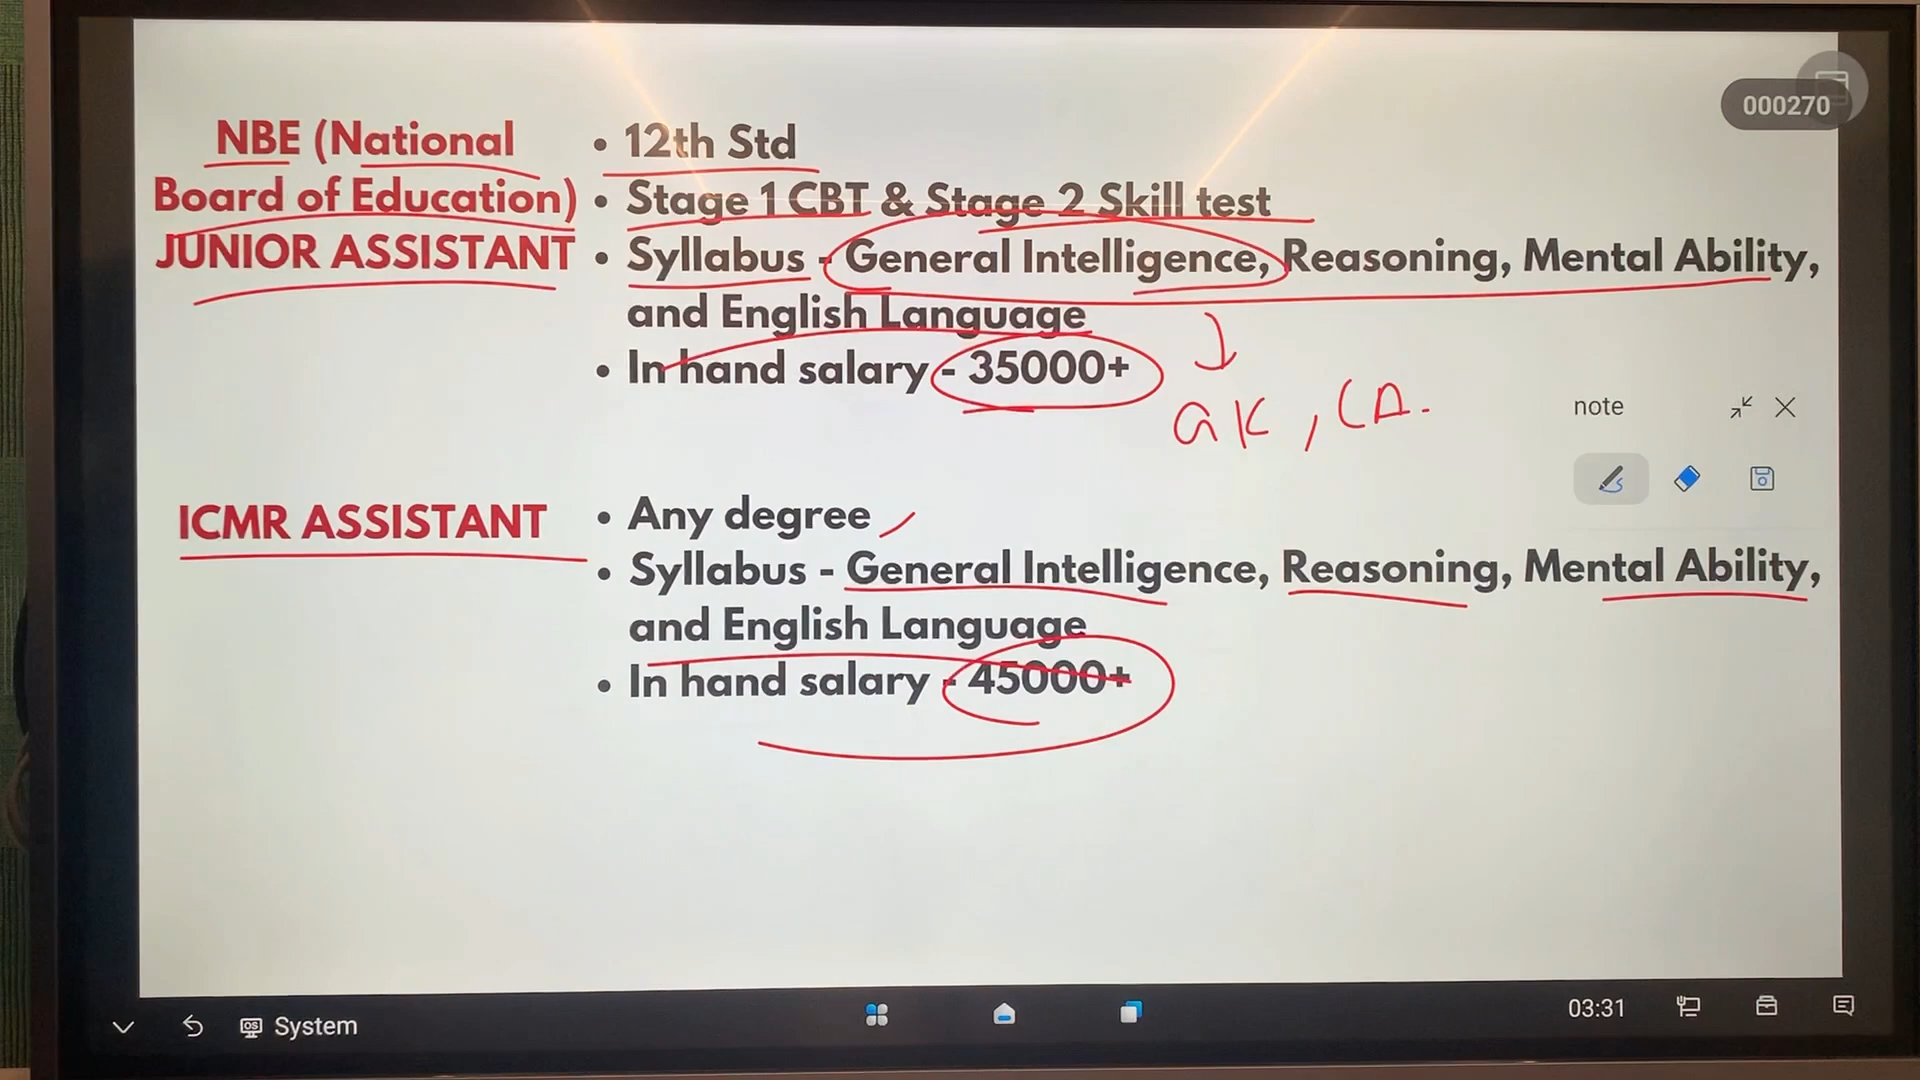 000270
NBE (National
Board of Education)
JUNIOR ASSISTANT
• 12th Std
• Stage 1 CBT & Stage 2 Skill test
• Syllabus - General Intelligence, Reasoning, Mental Ability,
and English Language
• In hand salary - 35000+
GK, CA.
note
ICMR ASSISTANT
• Any degree
• Syllabus - General Intelligence, Reasoning, Mental Ability,
and English Language
• In hand salary - 45000+
System
03:31